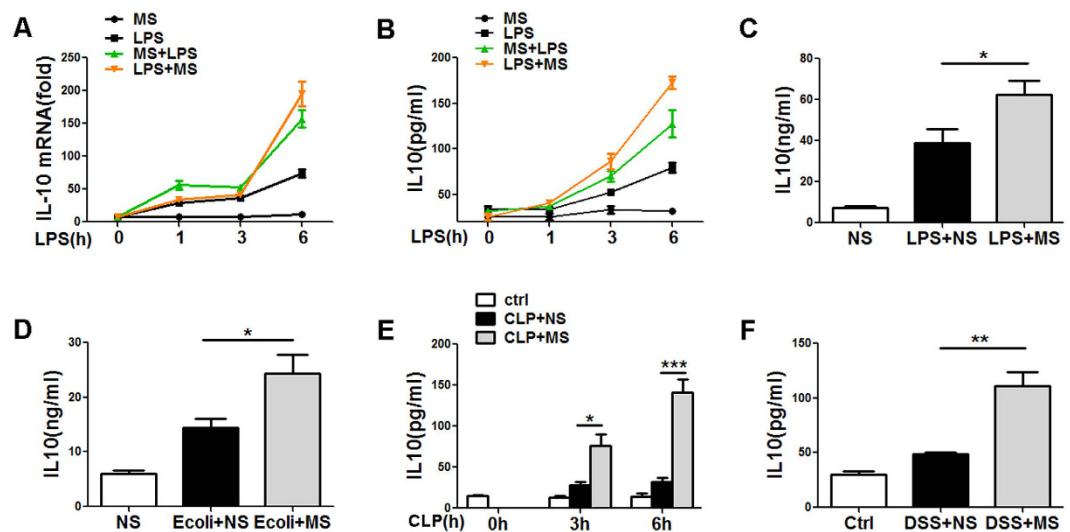 A
MS
LPS
MS+LPS
LPS+MS
IL-10 mRNA(fold)
250
200
150
100
50
0
LPS(h)
0 1 3 6
B
MS
LPS
MS+LPS
LPS+MS
IL10(pg/ml)
200
150
100
50
LPS(h)
0 1 3 6
C
*
IL10(ng/ml)
80
60
40
20
0
NS LPS+NS LPS+MS
D
*
IL10(ng/ml)
30
20
10
0
NS Ecoli+NS Ecoli+MS
E
ctrl
CLP+NS
CLP+MS
* ***
IL10(pg/ml)
200
150
100
50
0
CLP(h)
0h 3h 6h
F
**
IL10(pg/ml)
150
100
50
0
Ctrl DSS+NS DSS+MS